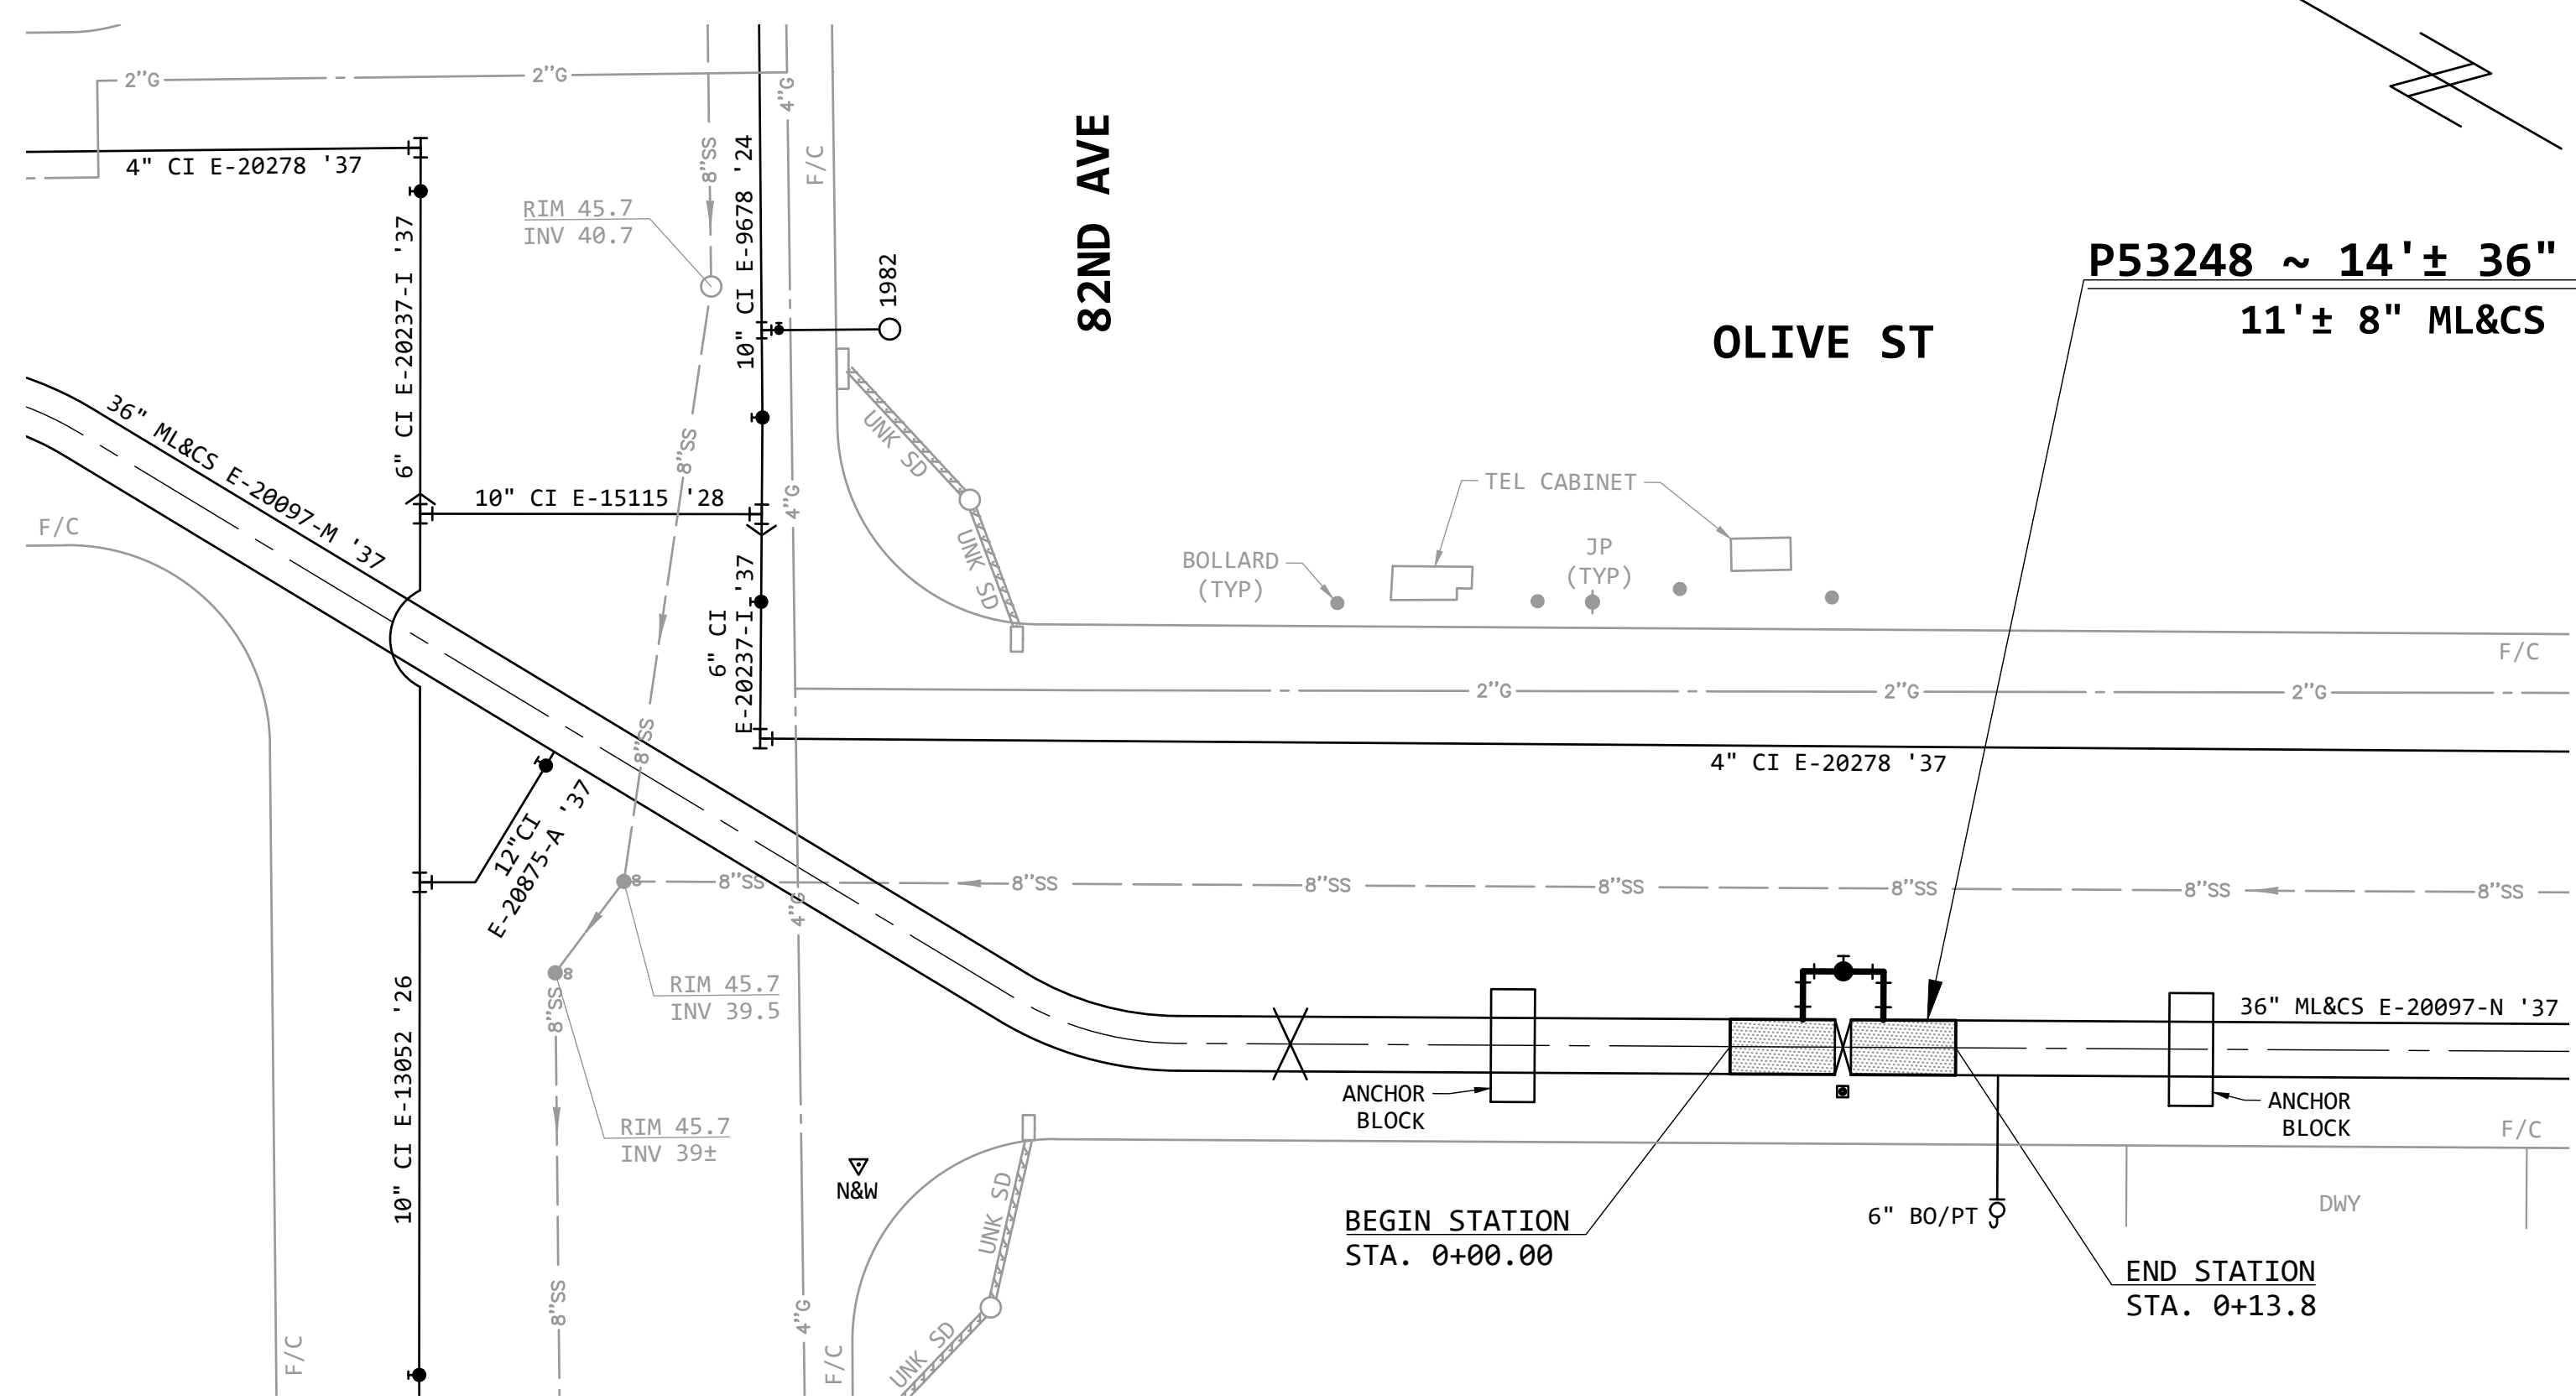 2"G
2"G
4"G
8"SS
4" CI E-20278 '37
6" CI E-20237-I '37
RIM 45.7
INV 40.7
10" CI E-9678 '24
F/C
1982
82ND AVE
OLIVE ST
P53248 ~ 14'± 36"
11'± 8" ML&CS
36" ML&CS E-20097-M '37
F/C
10" CI E-15115 '28
8"SS
4"G
UNK SD
UNK SD
TEL CABINET
BOLLARD
(TYP)
JP
(TYP)
F/C
6" CI
E-20237-I '37
2"G
2"G
2"G
8"SS
4" CI E-20278 '37
12"CI
E-20875-A '37
8
8"SS
4"G
8"SS
8"SS
8"SS
8"SS
8"SS
8"SS
8
8"SS
RIM 45.7
INV 39.5
10" CI E-13052 '26
36" ML&CS E-20097-N '37
ANCHOR
BLOCK
ANCHOR
BLOCK
F/C
RIM 45.7
INV 39±
N&W
UNK SD
BEGIN STATION
STA. 0+00.00
6" BO/PT
DWY
END STATION
STA. 0+13.8
8"SS
4"G
F/C
F/C
UNK SD